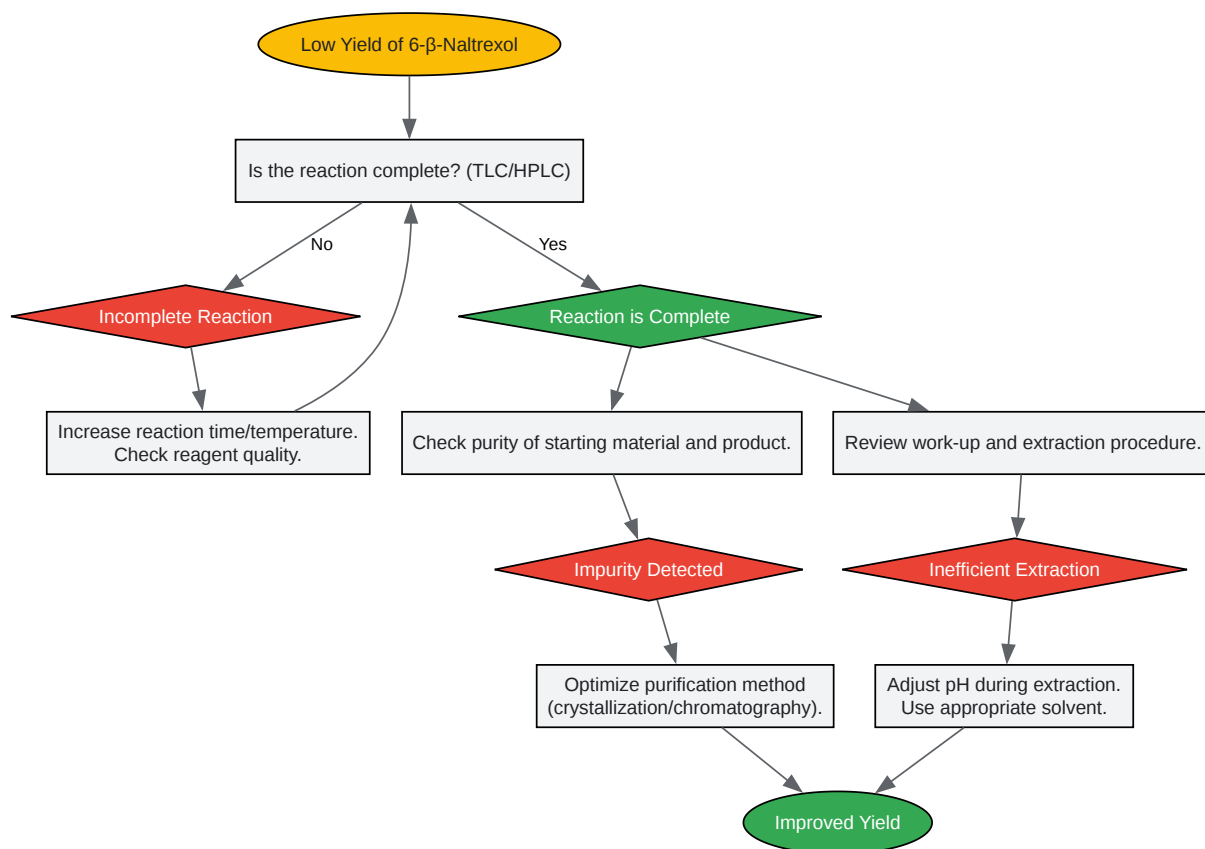 Low Yield of 6-β-Naltrexol
Is the reaction complete? (TLC/HPLC)
No
Yes
Incomplete Reaction
Reaction is Complete
Increase reaction time/temperature.
Check reagent quality.
Check purity of starting material and product.
Review work-up and extraction procedure.
Impurity Detected
Inefficient Extraction
Optimize purification method
(crystallization/chromatography).
Adjust pH during extraction.
Use appropriate solvent.
Improved Yield